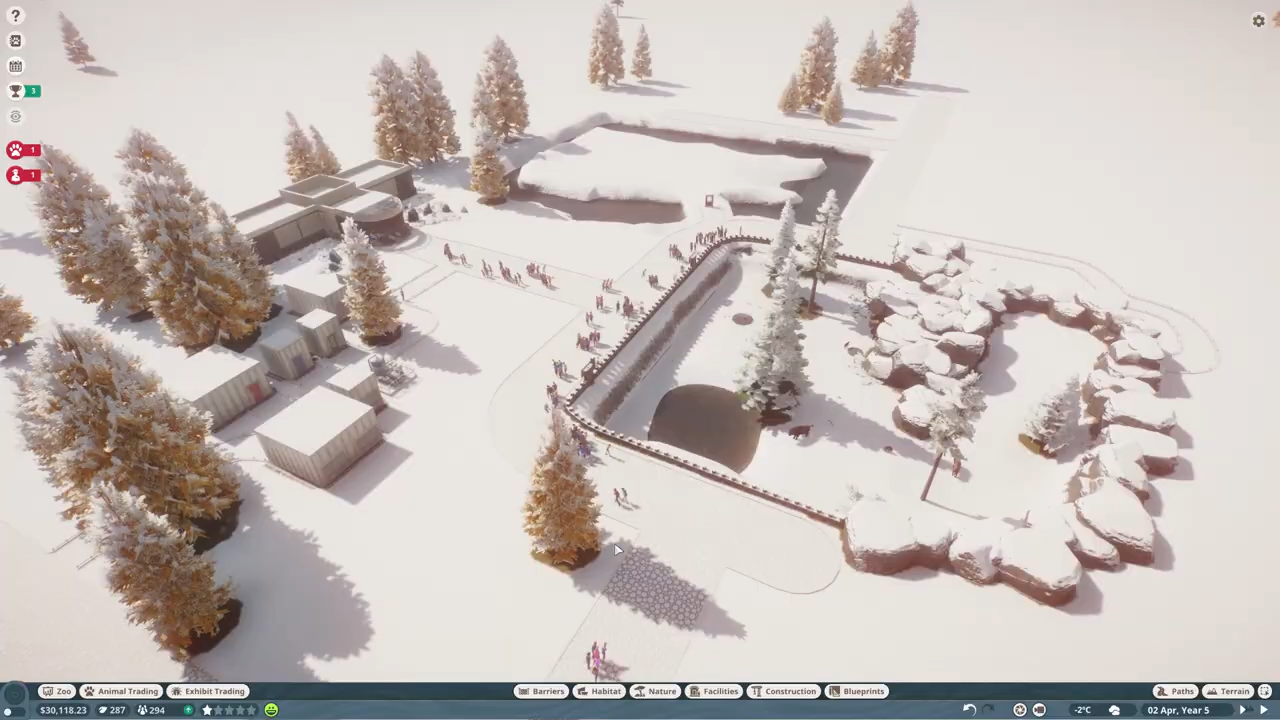 ?
3
1
1
Zoo
Animal Trading
Exhibit Trading
Barriers
Habitat
Nature
Facilities
Construction
Blueprints
Paths
Terrain
$30,118.23
287
294
-2°C
02 Apr, Year 5